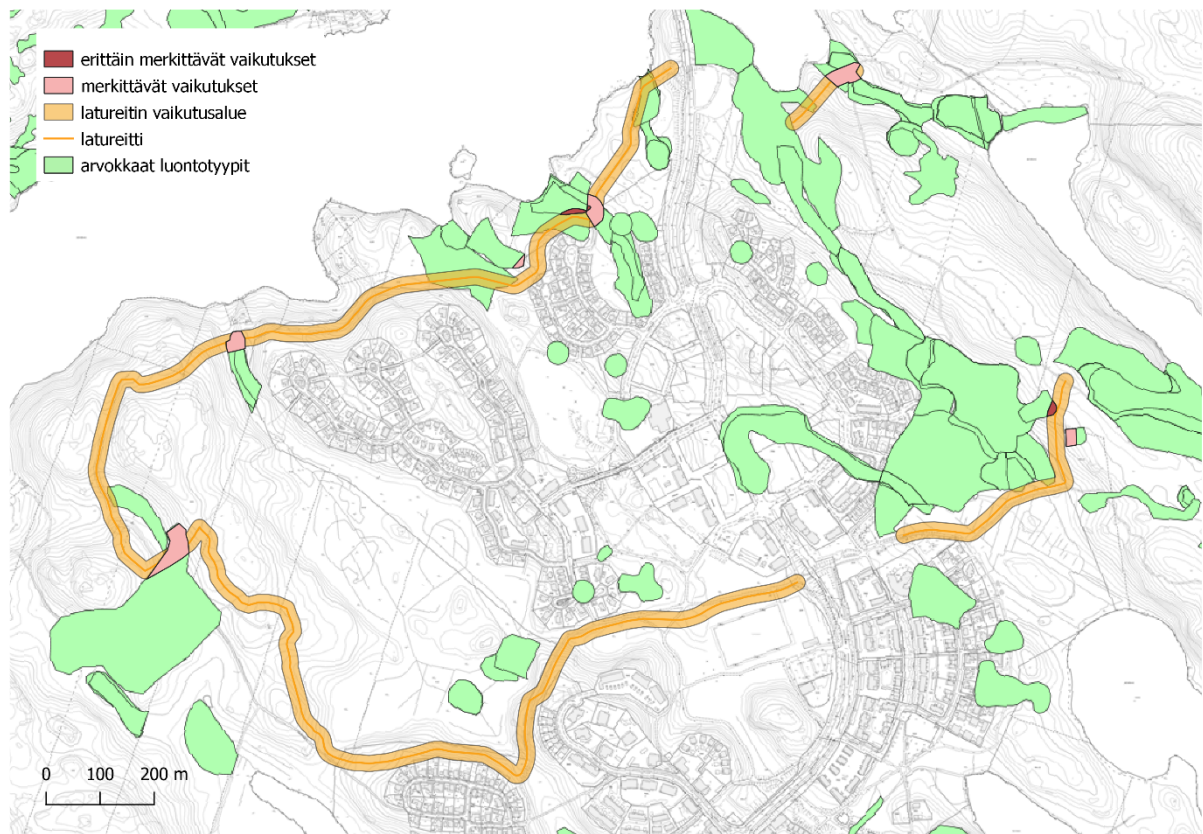 erittäin merkittävät vaikutukset
merkittävät vaikutukset
latureitin vaikutusalue
latureitti
arvokkaat luontotyypit
0 100 200 m